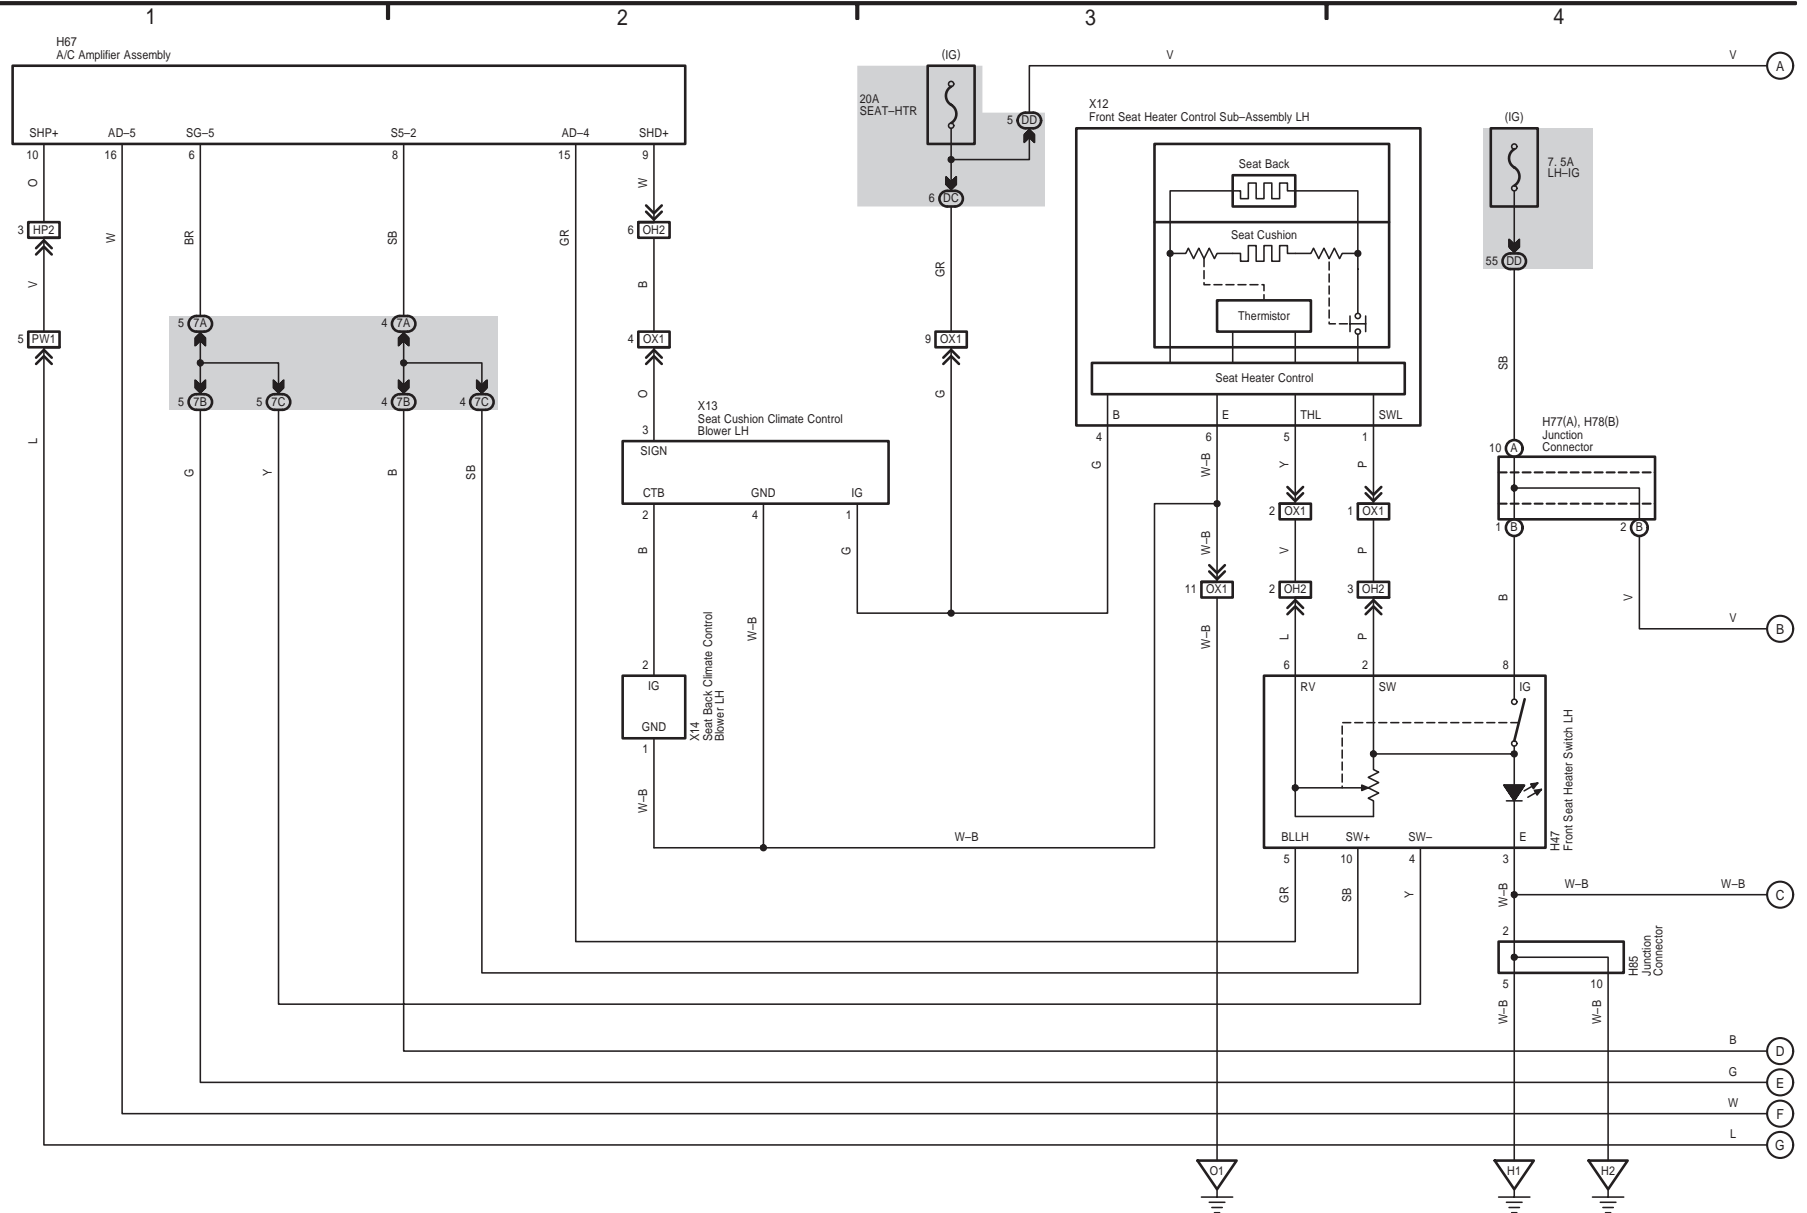 1 2 3 4
H67
A/C Amplifier Assembly
SHP+ AD–5 SG–5 S5–2 AD–4 SHD+
10 16 6 8 15 9
O W BR SB GR W
3 HP2
6 OH2
V
B
5 PW1
4 OX1
L
O
5 7A 4 7A
5 7B 5 7C 4 7B 4 7C
G Y B SB
(IG)
20A
SEAT–HTR
5 DD
6 DC
GR
9 OX1
G
V V A
X12
Front Seat Heater Control Sub–Assembly LH
Seat Back
Seat Cushion
Thermistor
Seat Heater Control
B E THL SWL
4 6 5 1
G W–B Y P
2 OX1 1 OX1
W–B V P
11 OX1 2 OH2 3 OH2
W–B L P
(IG)
7. 5A
LH–IG
55 DD
SB
H77(A), H78(B)
Junction
Connector
10 A
1 B 2 B
B V
V B
X13
Seat Cushion Climate Control
Blower LH
3
SIGN
CTB GND IG
2 4 1
B W–B G
2
IG
GND
1
X14
Seat Back Climate Control
Blower LH
W–B
W–B
6 2 8
RV SW IG
BLLH SW+ SW– E
5 10 4 3
H47
Front Seat Heater Switch LH
GR SB Y W–B
W–B W–B C
2
H85
Junction
Connector
5 10
W–B W–B
B D
G E
W F
L G
O1 H1 H2